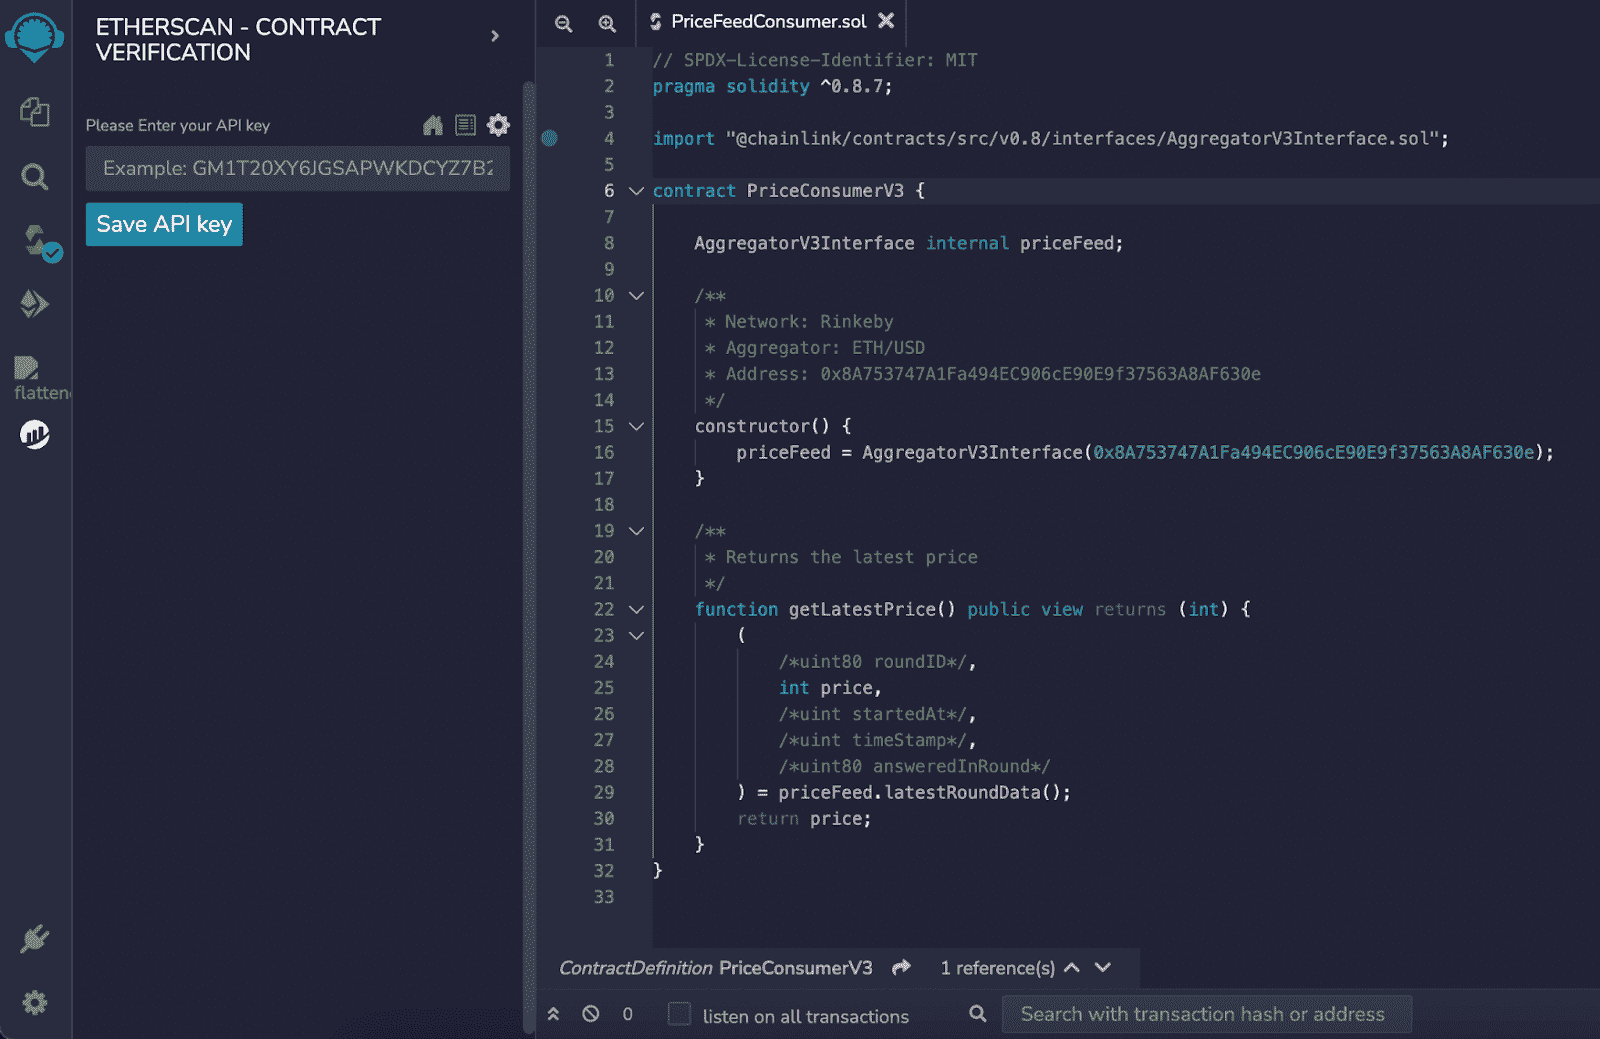 ETHERSCAN - CONTRACT
VERIFICATION
Please Enter your API key
Example: GM1T20XY6JGSAPWKDCYZ7B2
Save API key
flattene
PriceFeedConsumer.sol
1 // SPDX-License-Identifier: MIT
2 pragma solidity ^0.8.7;
3
4 import "@chainlink/contracts/src/v0.8/interfaces/AggregatorV3Interface.sol";
5
6 contract PriceConsumerV3 {
7
8 AggregatorV3Interface internal priceFeed;
9
10 /**
11 * Network: Rinkeby
12 * Aggregator: ETH/USD
13 * Address: 0x8A753747A1Fa494EC906cE90E9f37563A8AF630e
14 */
15 constructor() {
16 priceFeed = AggregatorV3Interface(0x8A753747A1Fa494EC906cE90E9f37563A8AF630e);
17 }
18
19 /**
20 * Returns the latest price
21 */
22 function getLatestPrice() public view returns (int) {
23 (
24 /*uint80 roundID*/,
25 int price,
26 /*uint startedAt*/,
27 /*uint timeStamp*/,
28 /*uint80 answeredInRound*/
29 ) = priceFeed.latestRoundData();
30 return price;
31 }
32 }
33
ContractDefinition PriceConsumerV3 1 reference(s)
0 listen on all transactions Search with transaction hash or address